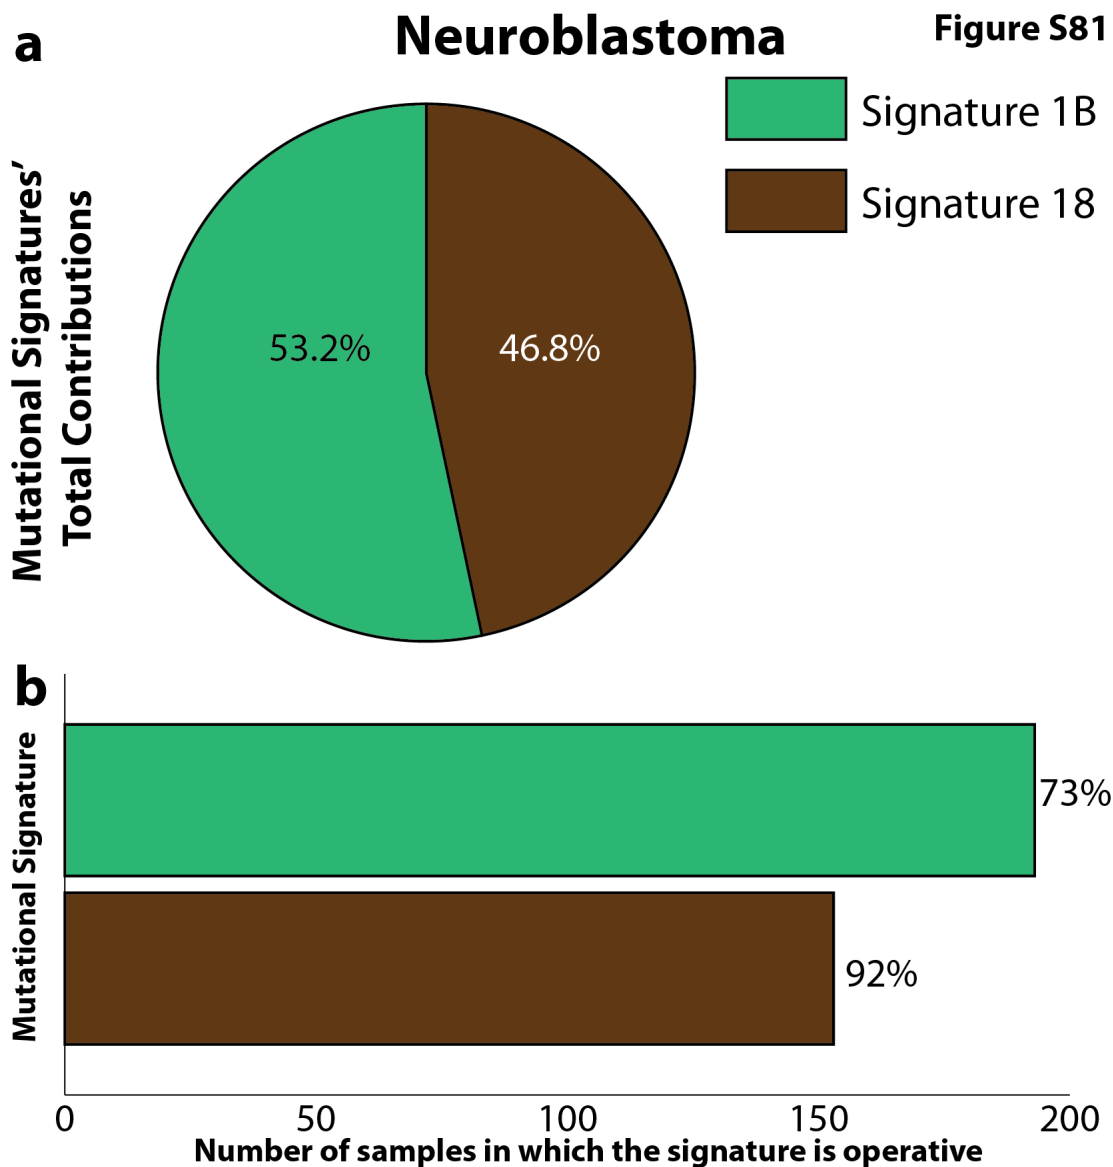 a
Neuroblastoma
Figure S81
Signature 1B
Signature 18
Mutational Signatures’
Total Contributions
53.2%
46.8%
b
Mutational Signature
73%
92%
0 50 100 150 200
Number of samples in which the signature is operative